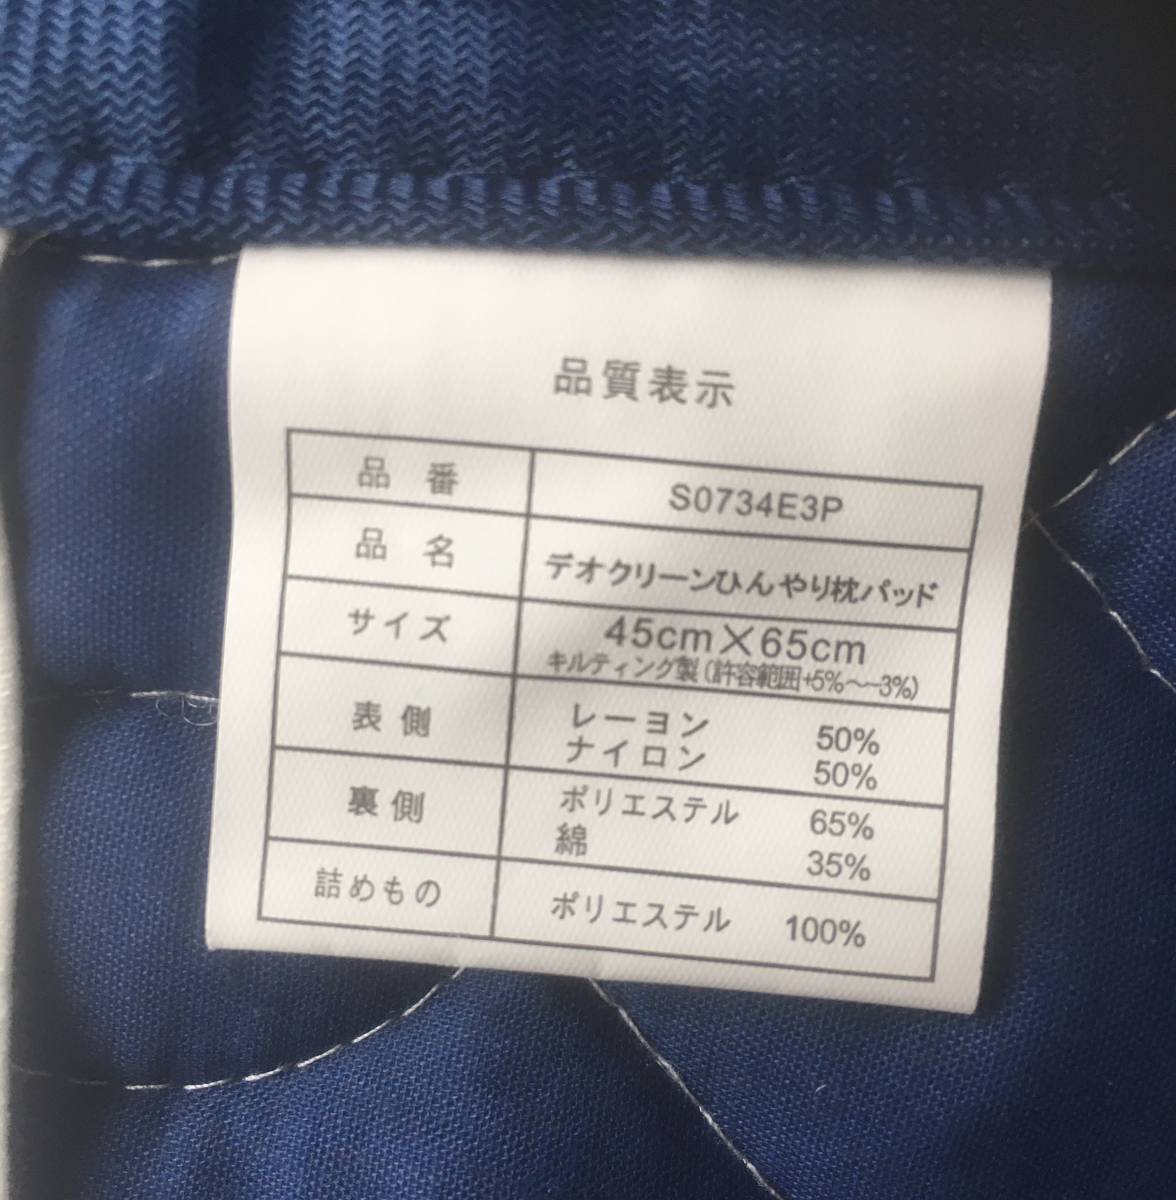 品質表示
品番 S0734E3P
品名 デオクリーンひんやり枕パッド
サイズ 45cm×65cm
キルティング製(許容範囲+5%〜-3%)
表側 レーヨン 50%
ナイロン 50%
裏側 ポリエステル 65%
綿 35%
詰めもの ポリエステル 100%